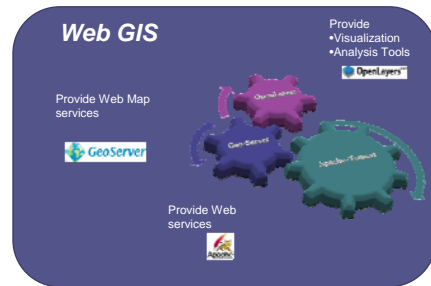 Web GIS
Provide
•Visualization
•Analysis Tools
OpenLayers
Provide Web Map
services
GeoServer
OpenLayers
Geo-Server
Apache-Tomcat
Provide Web
services
Apache